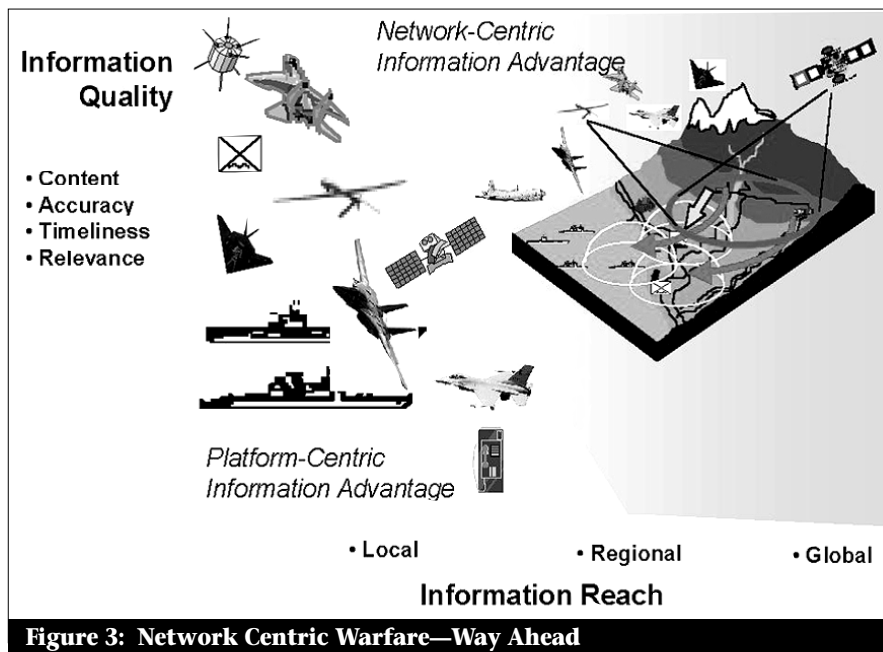 Information
Quality
Network-Centric
Information Advantage
• Content
• Accuracy
• Timeliness
• Relevance
Platform-Centric
Information Advantage
• Local
• Regional
• Global
Information Reach
Figure 3: Network Centric Warfare—Way Ahead